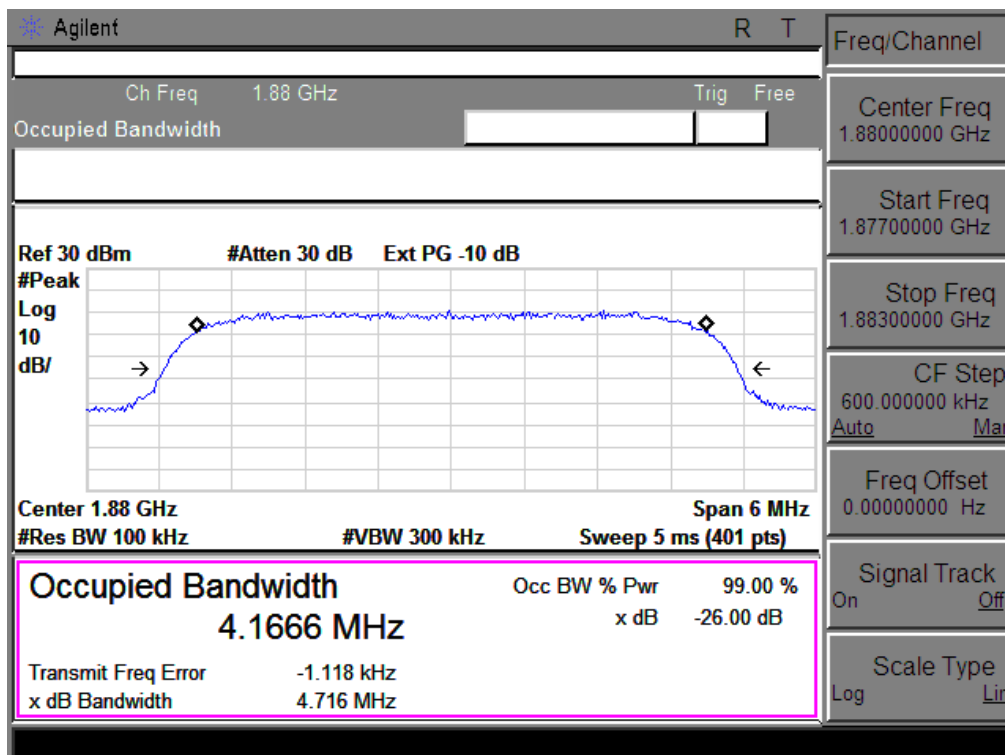 Agilent R T
Ch Freq 1.88 GHz Trig Free
Occupied Bandwidth
Ref 30 dBm #Atten 30 dB Ext PG -10 dB
#Peak
Log
10
dB/
Center 1.88 GHz Span 6 MHz
#Res BW 100 kHz #VBW 300 kHz Sweep 5 ms (401 pts)
Occupied Bandwidth
4.1666 MHz
Occ BW % Pwr 99.00 %
x dB -26.00 dB
Transmit Freq Error -1.118 kHz
x dB Bandwidth 4.716 MHz
Freq/Channel
Center Freq
1.88000000 GHz
Start Freq
1.87700000 GHz
Stop Freq
1.88300000 GHz
CF Step
600.000000 kHz
Auto Man
Freq Offset
0.00000000 Hz
Signal Track
On Off
Scale Type
Log Lin